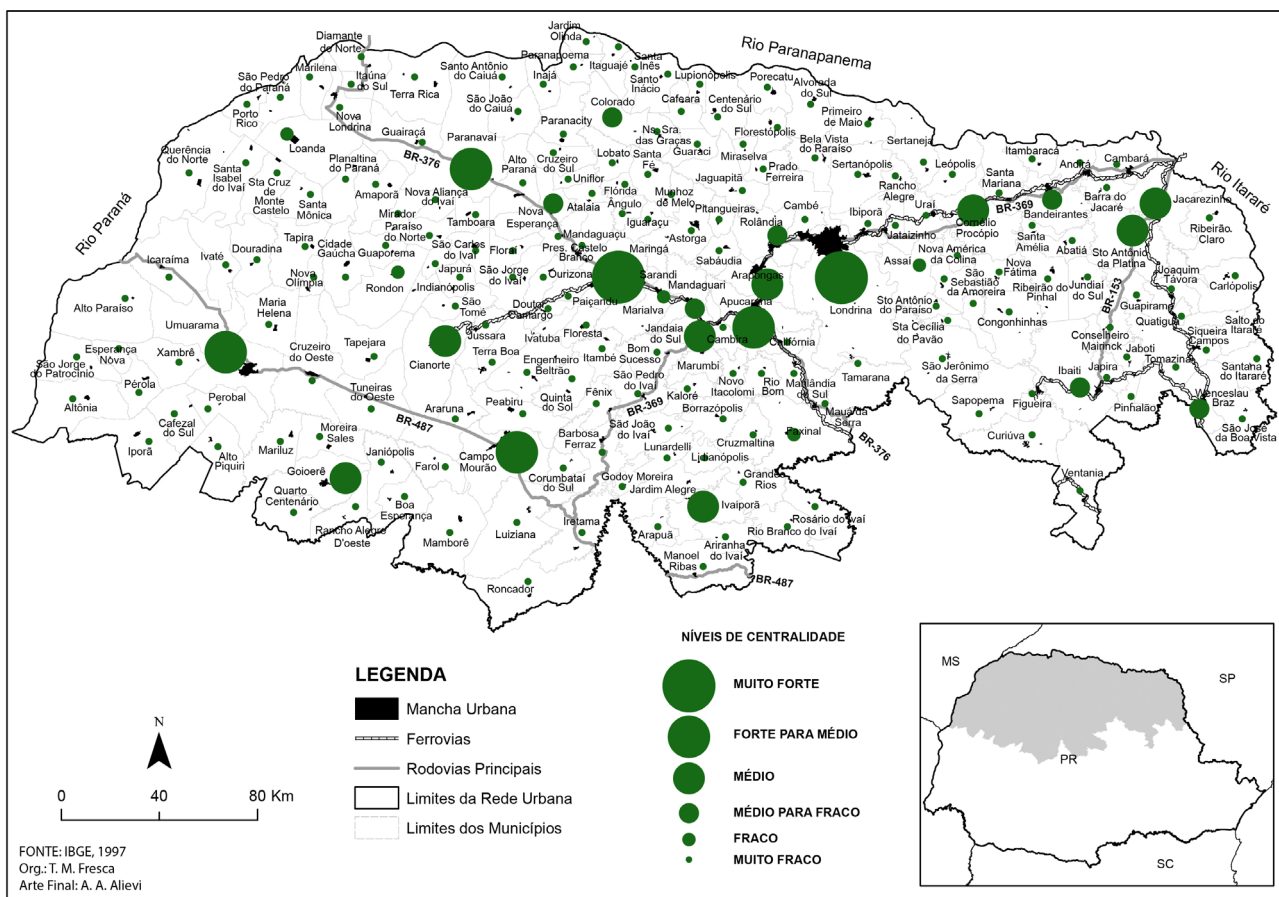 Diamante
do Norte
Marilena
São Pedro
do Paraná
Itaúna
do Sul
Porto
Rico
Terra Rica
Santo Antônio
do Caiuá
Jardim
Olinda
Paranapoema
Inajá
Itaguajé
Santa
Inês
Santo
Inácio
Lupionópolis
Rio Paranapanema
Porecatu
Alvorada
do Sul
Colorado
Cafeara
Centenário
do Sul
Primeiro
de Maio
São João
do Caiuá
Nova
Londrina
Guairaçá
Paranavaí
Paranacity
Loanda
BR-376
Querência
do Norte
Santa
Isabel
do Ivaí
Sta Cruz
de Monte
Castelo
Planaltina
do Paraná
Santa
Mônica
Amaporã
Nova Aliança
do Ivaí
Alto
Paraná
Cruzeiro
do Sul
Uniflor
Lobato
Santa
Fé
Ns. Sra.
das Graças
Guaraci
Florestópolis
Miraselva
Bela Vista
do Paraíso
Prado
Ferreira
Jaguapitã
Sertanópolis
Sertaneja
Leópolis
Rancho
Alegre
Itambaracá
Santa
Mariana
Andirá
Cambará
BR-369
Bandeirantes
Barra do
Jacaré
Jacarezinho
Rio Itararé
Ribeirão
Claro
Rio Paraná
Mirador
Paraíso
do Norte
Tamboara
Nova
Esperança
Atalaia
Flórida
Ângulo
Munhoz
de Melo
Iguaraçu
Pitangueiras
Astorga
Sabáudia
Rolândia
Cambé
Ibiporã
Jataizinho
Uraí
Cornélio
Procópio
Nova América
da Colina
Santa
Amélia
Abatiá
Sto Antônio
da Platina
Joaquim
Távora
Carlópolis
Tapira
Cidade
Gaúcha
Guaporema
São Carlos
do Ivaí
Floraí
Mandaguaçu
Pres. Castelo
Branco
Maringá
Sarandi
Mandaguari
Arapongas
Londrina
Assaí
São
Sebastião
da Amoreira
Nova
Fátima
Ribeirão do
Pinhal
Jundiaí
do Sul
BR-153
Guapirama
Quatiguá
Salto do
Itararé
Siqueira
Campos
Icaraíma
Ivaté
Douradina
Nova
Olímpia
Rondon
Japurá
Indianópolis
São Jorge
do Ivaí
Ourizona
Doutor
Camargo
Paiçandu
Marialva
Apucarana
Sto Antônio
do Paraíso
Sta Cecília
do Pavão
Congonhinhas
Conselheiro
Mairinck
Jaboti
Tomazina
Santana
do Itararé
Alto Paraíso
Maria
Helena
São
Tomé
Jussara
Ivatuba
Floresta
Jandaia
do Sul
Cambira
Califórnia
Umuarama
Xambrê
Esperança
Nova
São Jorge
do Patrocínio
Pérola
Cruzeiro
do Oeste
Tapejara
Cianorte
Terra Boa
Engenheiro
Beltrão
Itambé
Bom
Sucesso
Marumbi
São Pedro
do Ivaí
Novo
Itacolomi
Rio
Bom
Marilândia
do Sul
Tamarana
São Jerônimo
da Serra
Ibaiti
Japira
Altônia
Perobal
Cafezal
do Sul
Tuneiras
do Oeste
Araruna
Peabiru
Quinta
do Sol
Fênix
BR-369
Kaloré
Borrazópolis
Mauá da
Serra
Sapopema
Figueira
Pinhalão
Wenceslau
Braz
São José
da Boa Vista
Iporã
Alto
Piquiri
Mariluz
Moreira
Sales
BR-487
São João
do Ivaí
Barbosa
Ferraz
Lunardelli
Cruzmaltina
Faxinal
BR-376
Curiúva
Goioerê
Janiópolis
Farol
Campo
Mourão
Corumbataí
do Sul
Godoy Moreira
Jardim Alegre
Lidianópolis
Grandes
Rios
Ventania
Quarto
Centenário
Rancho Alegre
D'oeste
Boa
Esperança
Mamborê
Luiziana
Iretama
Ivaiporã
Arapuã
Ariranha
do Ivaí
Rosário do Ivaí
Rio Branco do Ivaí
Manoel
Ribas
BR-487
Roncador
NÍVEIS DE CENTRALIDADE
MUITO FORTE
FORTE PARA MÉDIO
MÉDIO
MÉDIO PARA FRACO
FRACO
MUITO FRACO
LEGENDA
Mancha Urbana
Ferrovias
Rodovias Principais
Limites da Rede Urbana
Limites dos Municípios
N
0 40 80 Km
MS
SP
PR
SC
FONTE: IBGE, 1997
Org.: T. M. Fresca
Arte Final: A. A. Alievi